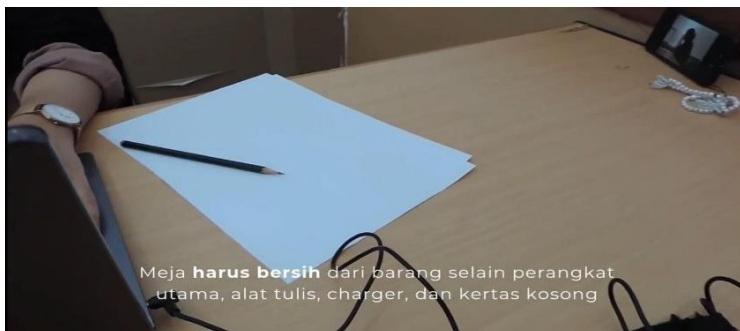 Meja harus bersih dari barang selain perangkat
utama, alat tulis, charger, dan kertas kosong